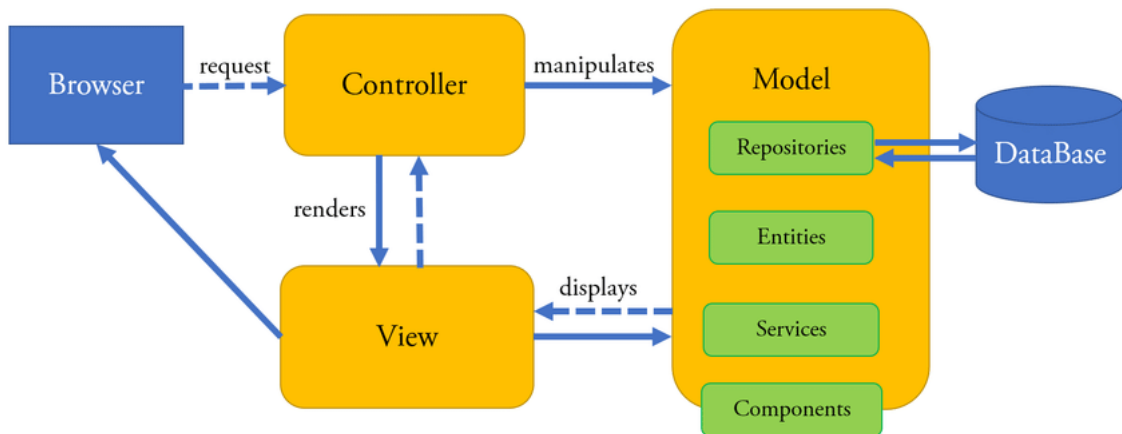 Browser
request
Controller
manipulates
Model
Repositories
DataBase
renders
Entities
displays
View
Services
Components